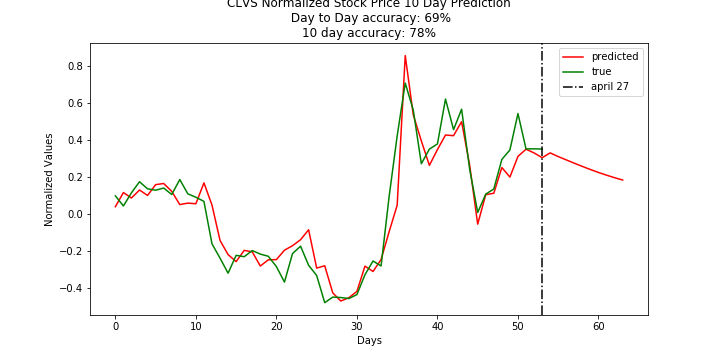 CLVS Normalized Stock Price 10 Day Prediction
Day to Day accuracy: 69%
10 day accuracy: 78%
predicted
true
april 27
Normalized Values
0.8
0.6
0.4
0.2
0.0
−0.2
−0.4
0 10 20 30 40 50 60
Days